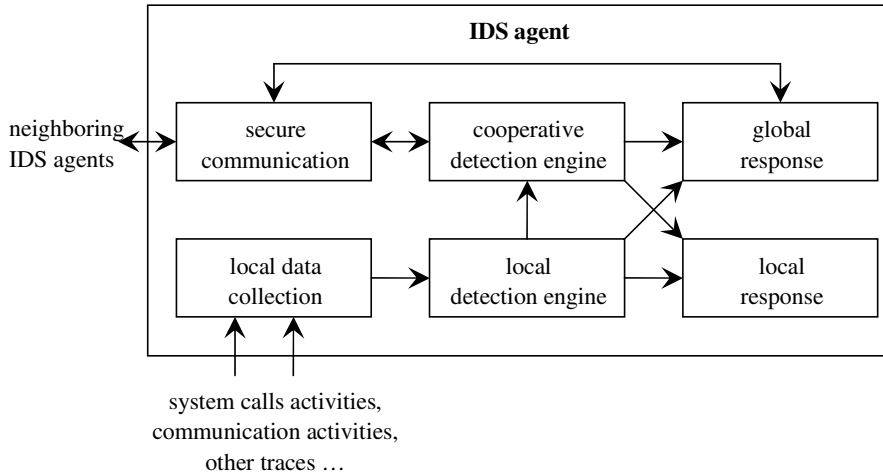 IDS agent
neighboring
IDS agents
secure
communication
cooperative
detection engine
global
response
local data
collection
local
detection engine
local
response
system calls activities,
communication activities,
other traces …